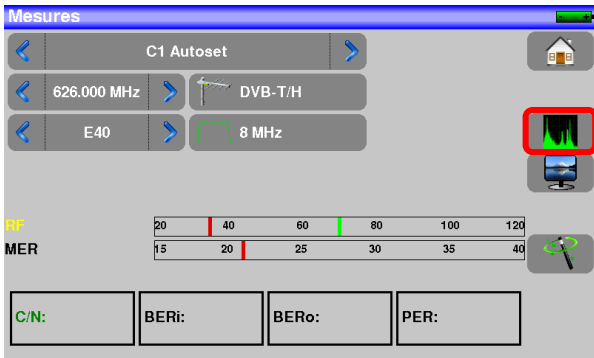 Mesures
- +
C1 Autoset
626.000 MHz DVB-T/H
E40 8 MHz
RF 20 40 60 80 100 120
MER 15 20 25 30 35 40
C/N: BERi: BERo: PER: